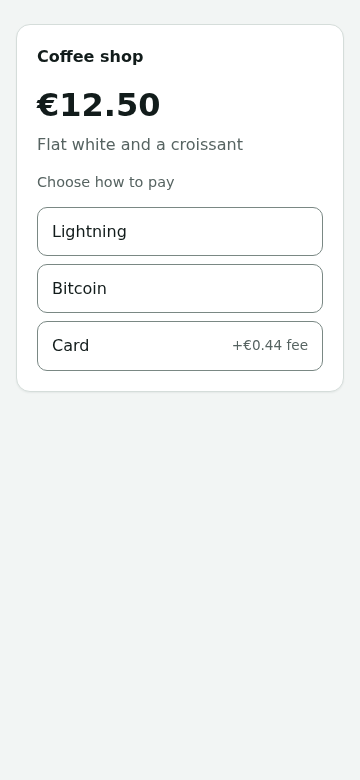 Coffee shop
€12.50
Flat white and a croissant
Choose how to pay
Lightning
Bitcoin
Card +€0.44 fee